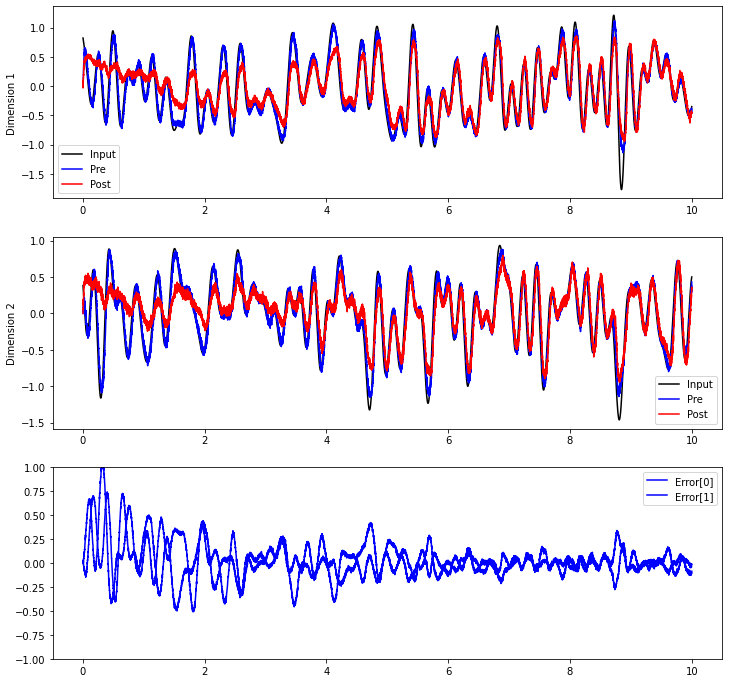 1.0
0.5
0.0
−0.5
−1.0
−1.5
Dimension 1
Input
Pre
Post
0 2 4 6 8 10
1.0
0.5
0.0
−0.5
−1.0
−1.5
Dimension 2
Input
Pre
Post
0 2 4 6 8 10
1.00
0.75
0.50
0.25
0.00
−0.25
−0.50
−0.75
−1.00
Error[0]
Error[1]
0 2 4 6 8 10